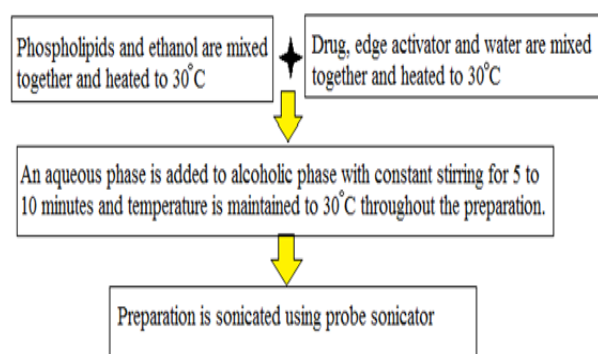 Phospholipids and ethanol are mixed
together and heated to 30°C
Drug, edge activator and water are mixed
together and heated to 30°C
An aqueous phase is added to alcoholic phase with constant stirring for 5 to
10 minutes and temperature is maintained to 30°C throughout the preparation.
Preparation is sonicated using probe sonicator